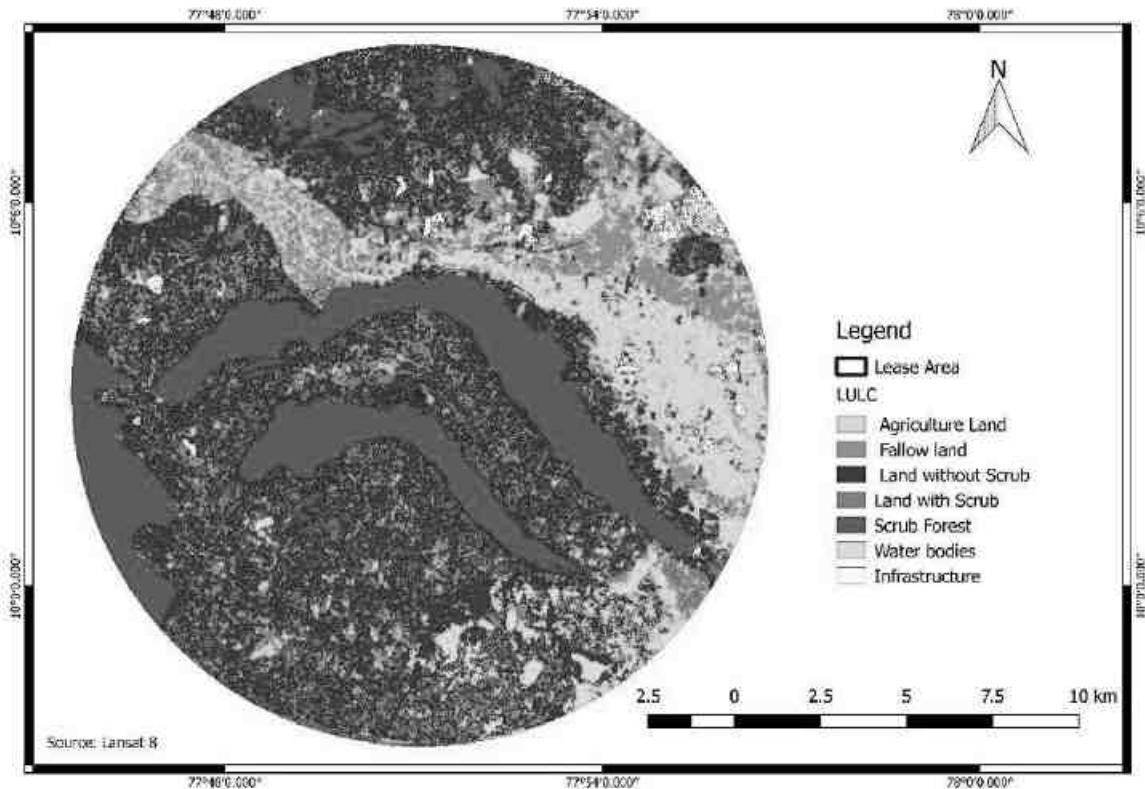 77°48'0.000" 77°54'0.000" 78°0'0.000"
N
10°6'0.000" 10°6'0.000"
Legend
Lease Area
LULC
Agriculture Land
Fallow land
Land without Scrub
Land with Scrub
Scrub Forest
Water bodies
Infrastructure
10°0'0.000" 10°0'0.000"
2.5 0 2.5 5 7.5 10 km
Source: Lansat 8
77°48'0.000" 77°54'0.000" 78°0'0.000"